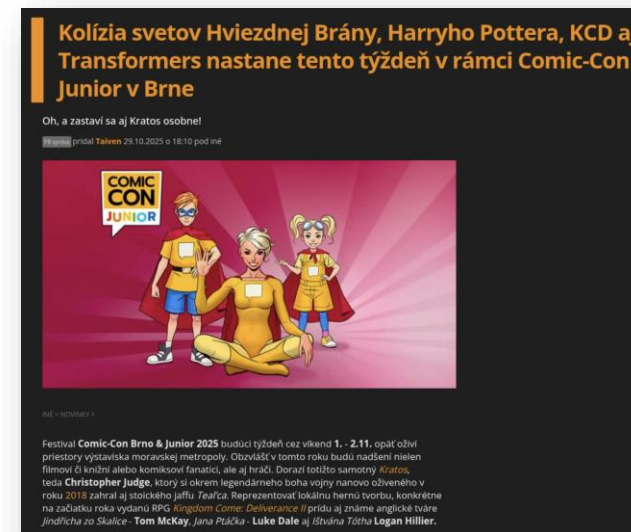 Kolízia svetov Hviezdnej Brány, Harryho Pottera, KCD aj
Transformers nastane tento týždeň v rámci Comic-Con
Junior v Brne
Oh, a zastaví sa aj Kratos osobne!
PR správa pridal Taiven 29.10.2025 o 18:10 pod iné
COMIC
CON
JUNIOR
INÉ > NOVINKY >
Festival Comic-Con Brno & Junior 2025 budúci týždeň cez víkend 1. - 2.11. opäť oživí
priestory výstaviska moravskej metropoly. Obzvlášť v tomto roku budú nadšení nielen
filmoví či knižní alebo komiksoví fanatici, ale aj hráči. Dorazí totižto samotný Kratos,
teda Christopher Judge, ktorý si okrem legendárneho boha vojny nanovo oživeného v
roku 2018 zahral aj stoického jaffu Teal'ca. Reprezentovať lokálnu hernú tvorbu, konkrétne
na začiatku roka vydanú RPG Kingdom Come: Deliverance II prídu aj známe anglické tváre
Jindřicha zo Skalice - Tom McKay, Jana Ptáčka - Luke Dale aj Ištvána Tótha Logan Hillier.